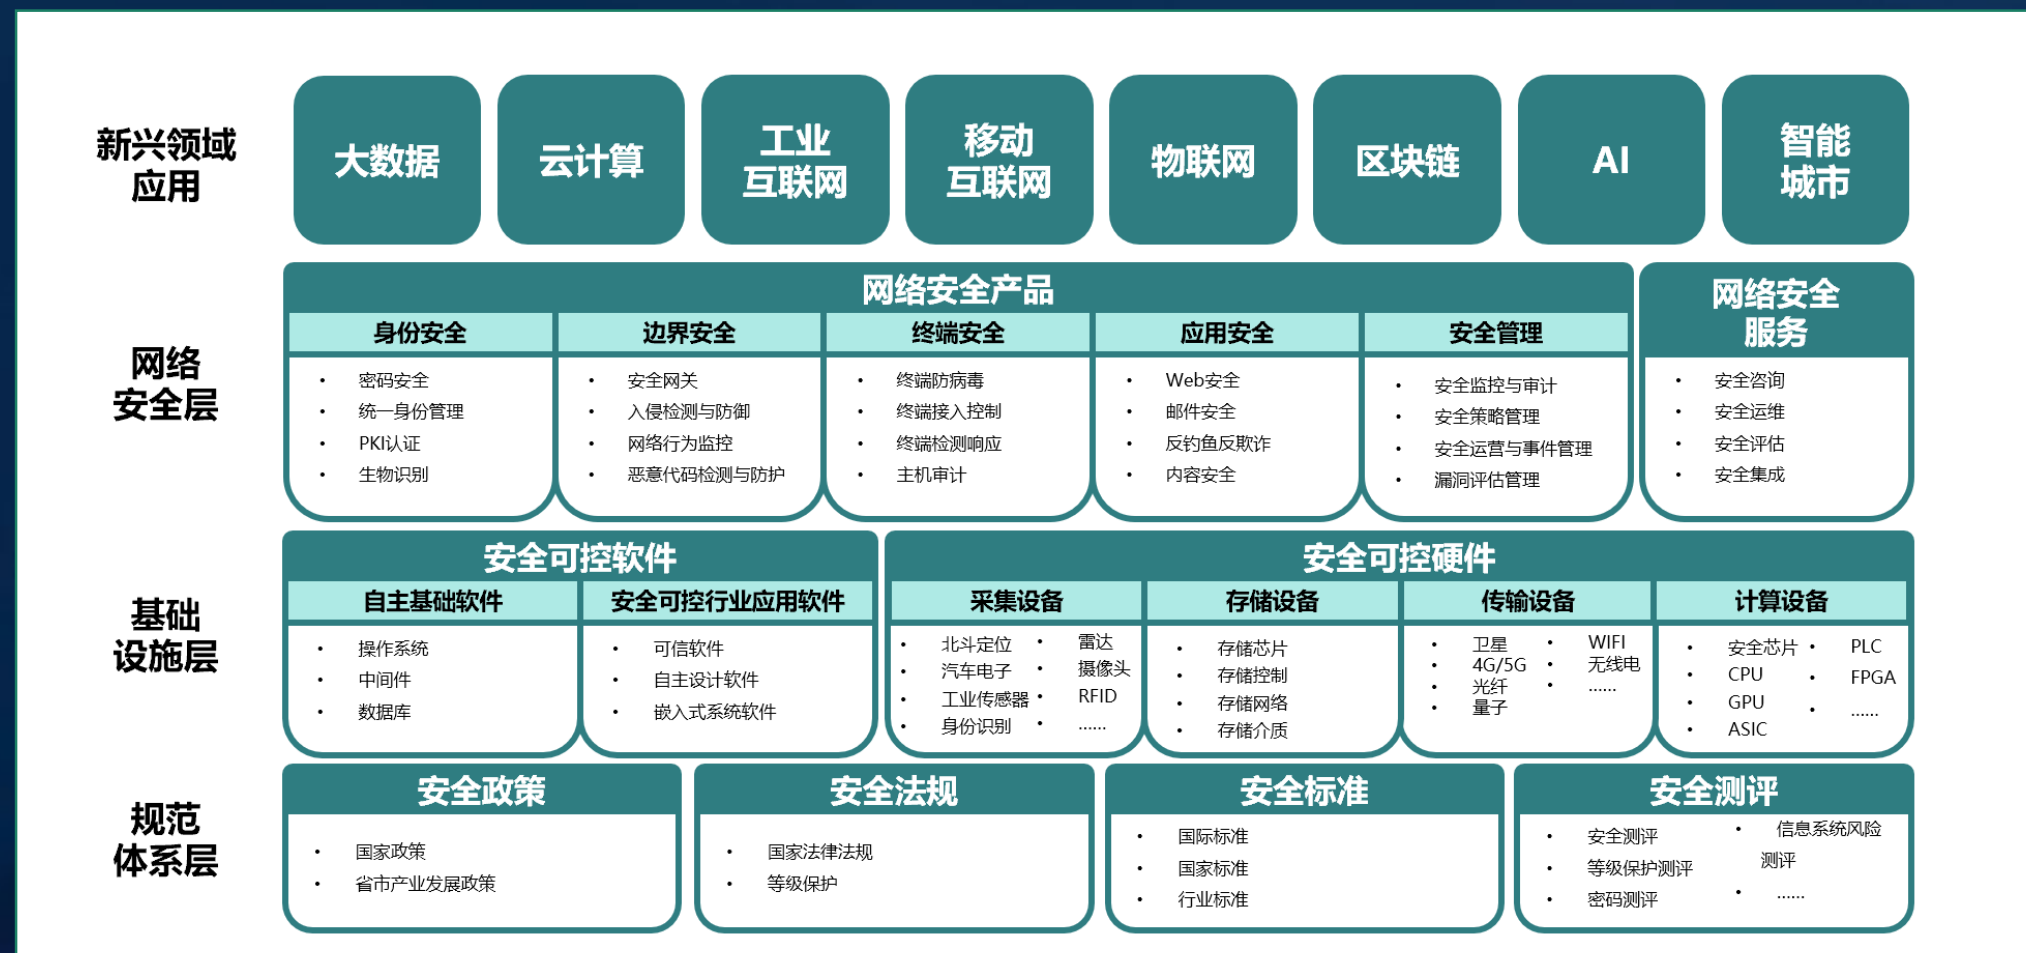 新兴领域
应用
大数据
云计算
工业
互联网
移动
互联网
物联网
区块链
AI
智能
城市
网络
安全层
网络安全产品
身份安全
• 密码安全
• 统一身份管理
• PKI认证
• 生物识别
边界安全
• 安全网关
• 入侵检测与防御
• 网络行为监控
• 恶意代码检测与防护
终端安全
• 终端防病毒
• 终端接入控制
• 终端检测响应
• 主机审计
应用安全
• Web安全
• 邮件安全
• 反钓鱼反欺诈
• 内容安全
安全管理
• 安全监控与审计
• 安全策略管理
• 安全运营与事件管理
• 漏洞评估管理
网络安全
服务
• 安全咨询
• 安全运维
• 安全评估
• 安全集成
基础
设施层
安全可控软件
自主基础软件
• 操作系统
• 中间件
• 数据库
安全可控行业应用软件
• 可信软件
• 自主设计软件
• 嵌入式系统软件
安全可控硬件
采集设备
• 北斗定位
• 汽车电子
• 工业传感器
• 身份识别
• 雷达
• 摄像头
• RFID
• ……
存储设备
• 存储芯片
• 存储控制
• 存储网络
• 存储介质
传输设备
• 卫星
• 4G/5G
• 光纤
• 量子
• WIFI
• 无线电
• ……
计算设备
• 安全芯片
• CPU
• GPU
• ASIC
• PLC
• FPGA
• ……
规范
体系层
安全政策
• 国家政策
• 省市产业发展政策
安全法规
• 国家法律法规
• 等级保护
安全标准
• 国际标准
• 国家标准
• 行业标准
安全测评
• 安全测评
• 等级保护测评
• 密码测评
• 信息系统风险
测评
• ……